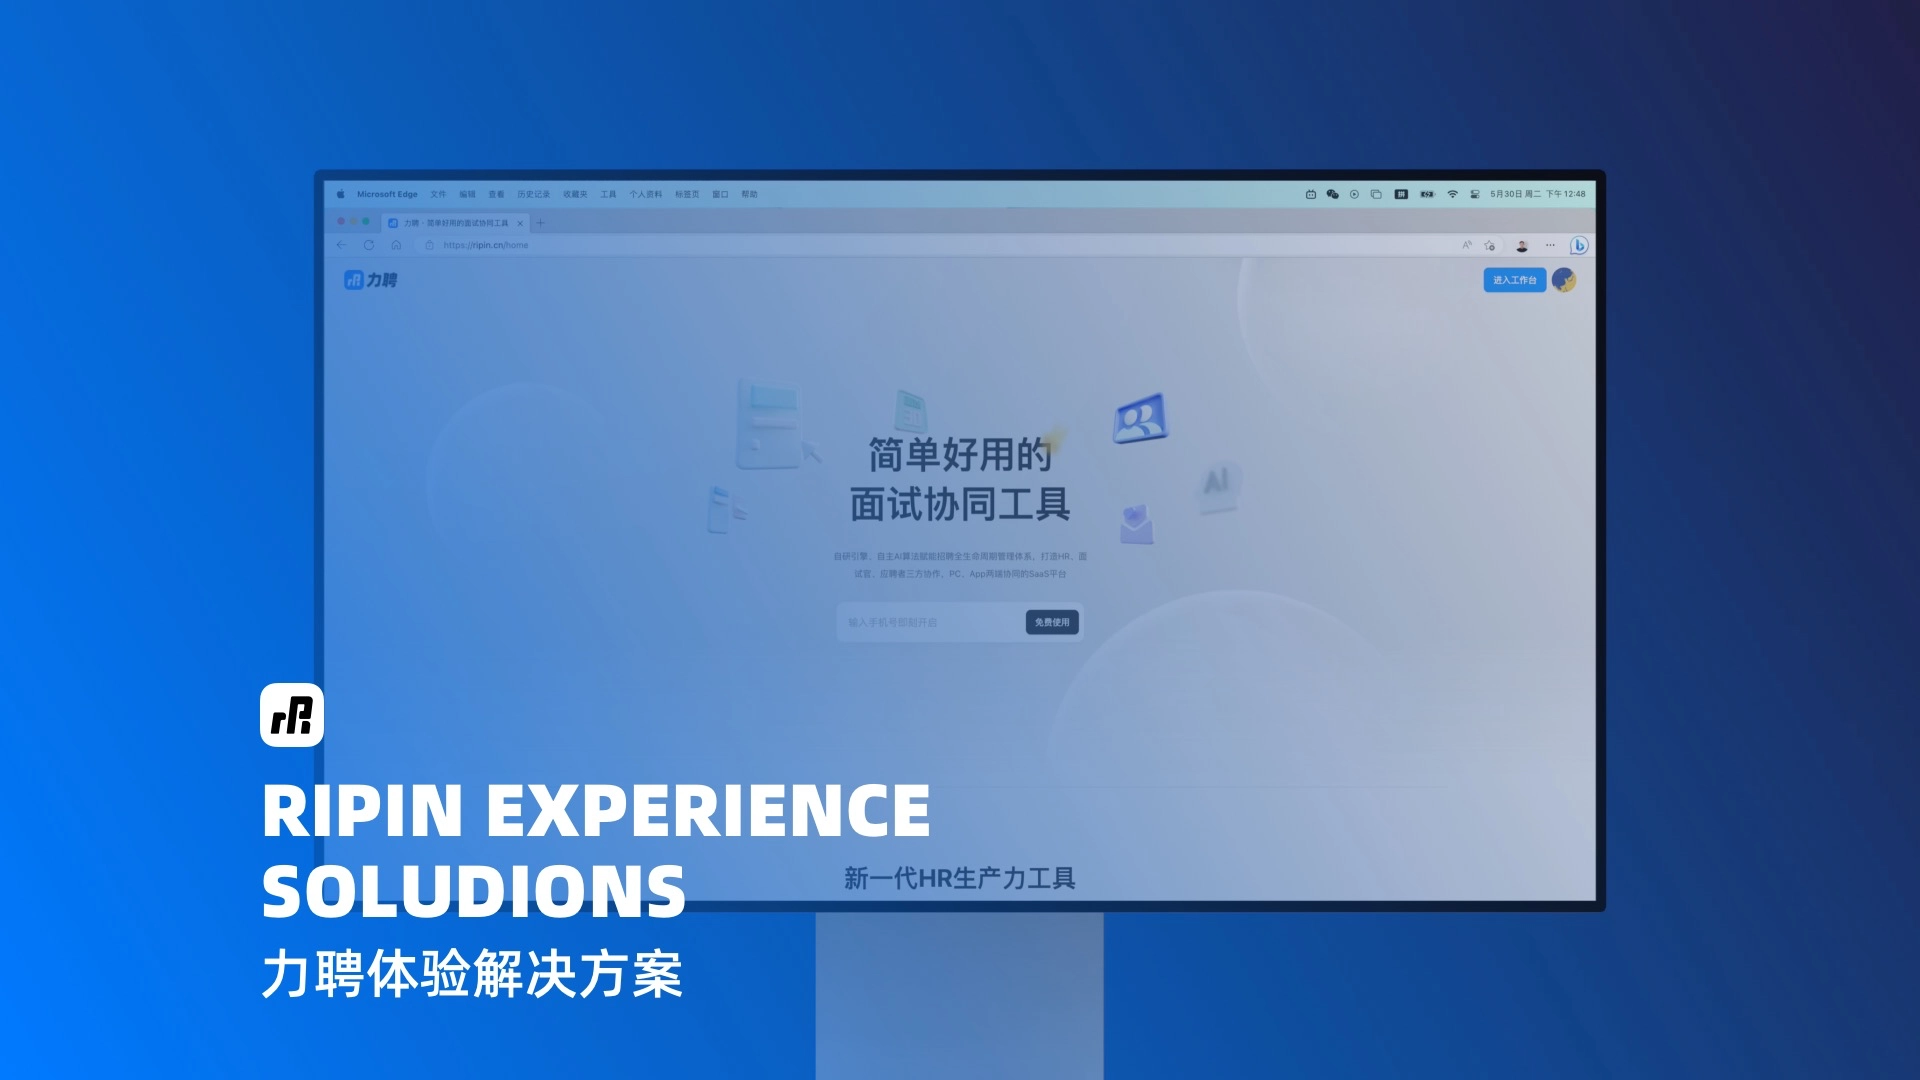 Microsoft Edge 文件 编辑 查看 历史记录 收藏夹 工具 个人资料 标签页 窗口 帮助
拼
5月30日 周二 下午12:48
力聘 - 简单好用的面试协同工具
https://ripin.cn/home
力聘
进入工作台
简单好用的
面试协同工具
AI
自研引擎、自主AI算法赋能招聘全生命周期管理体系，打造HR、面
试官、应聘者三方协作，PC、App两端协同的SaaS平台
输入手机号即刻开启
免费使用
RIPIN EXPERIENCE
SOLUDIONS
力聘体验解决方案
新一代HR生产力工具